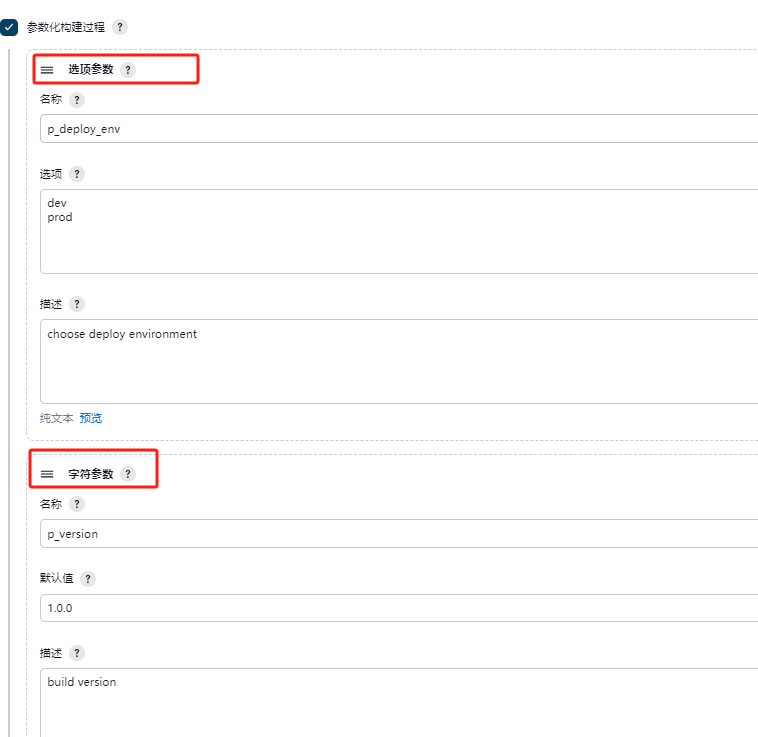 参数化构建过程 ?
选项参数 ?
名称 ?
p_deploy_env
选项 ?
dev
prod
描述 ?
choose deploy environment
纯文本 预览
字符参数 ?
名称 ?
p_version
默认值 ?
1.0.0
描述 ?
build version